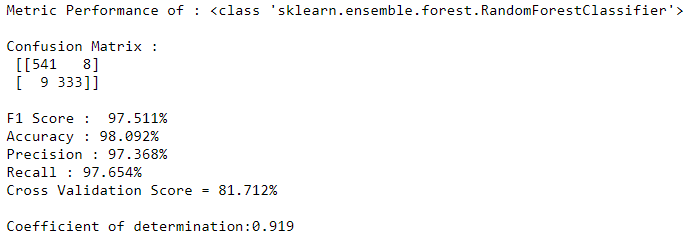 Metric Performance of : <class 'sklearn.ensemble.forest.RandomForestClassifier'>
Confusion Matrix :
[[541   8]
[  9 333]]
F1 Score :  97.511%
Accuracy : 98.092%
Precision : 97.368%
Recall : 97.654%
Cross Validation Score = 81.712%
Coefficient of determination:0.919